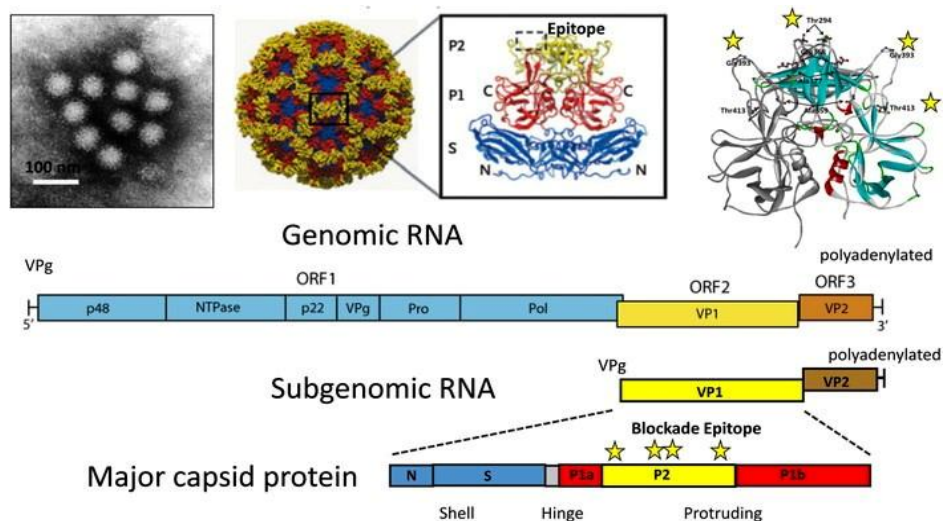 100 nm
P2
Epitope
P1
C
C
S
N
N
Thr294
Gly393
Gly393
Thr413
Thr413
Genomic RNA
VPg
polyadenylated
ORF1
ORF2
ORF3
p48
NTPase
p22
VPg
Pro
Pol
VP1
VP2
5′
3′
Subgenomic RNA
VPg
polyadenylated
VP1
VP2
Blockade Epitope
Major capsid protein
N
S
P1a
P2
P1b
Shell
Hinge
Protruding